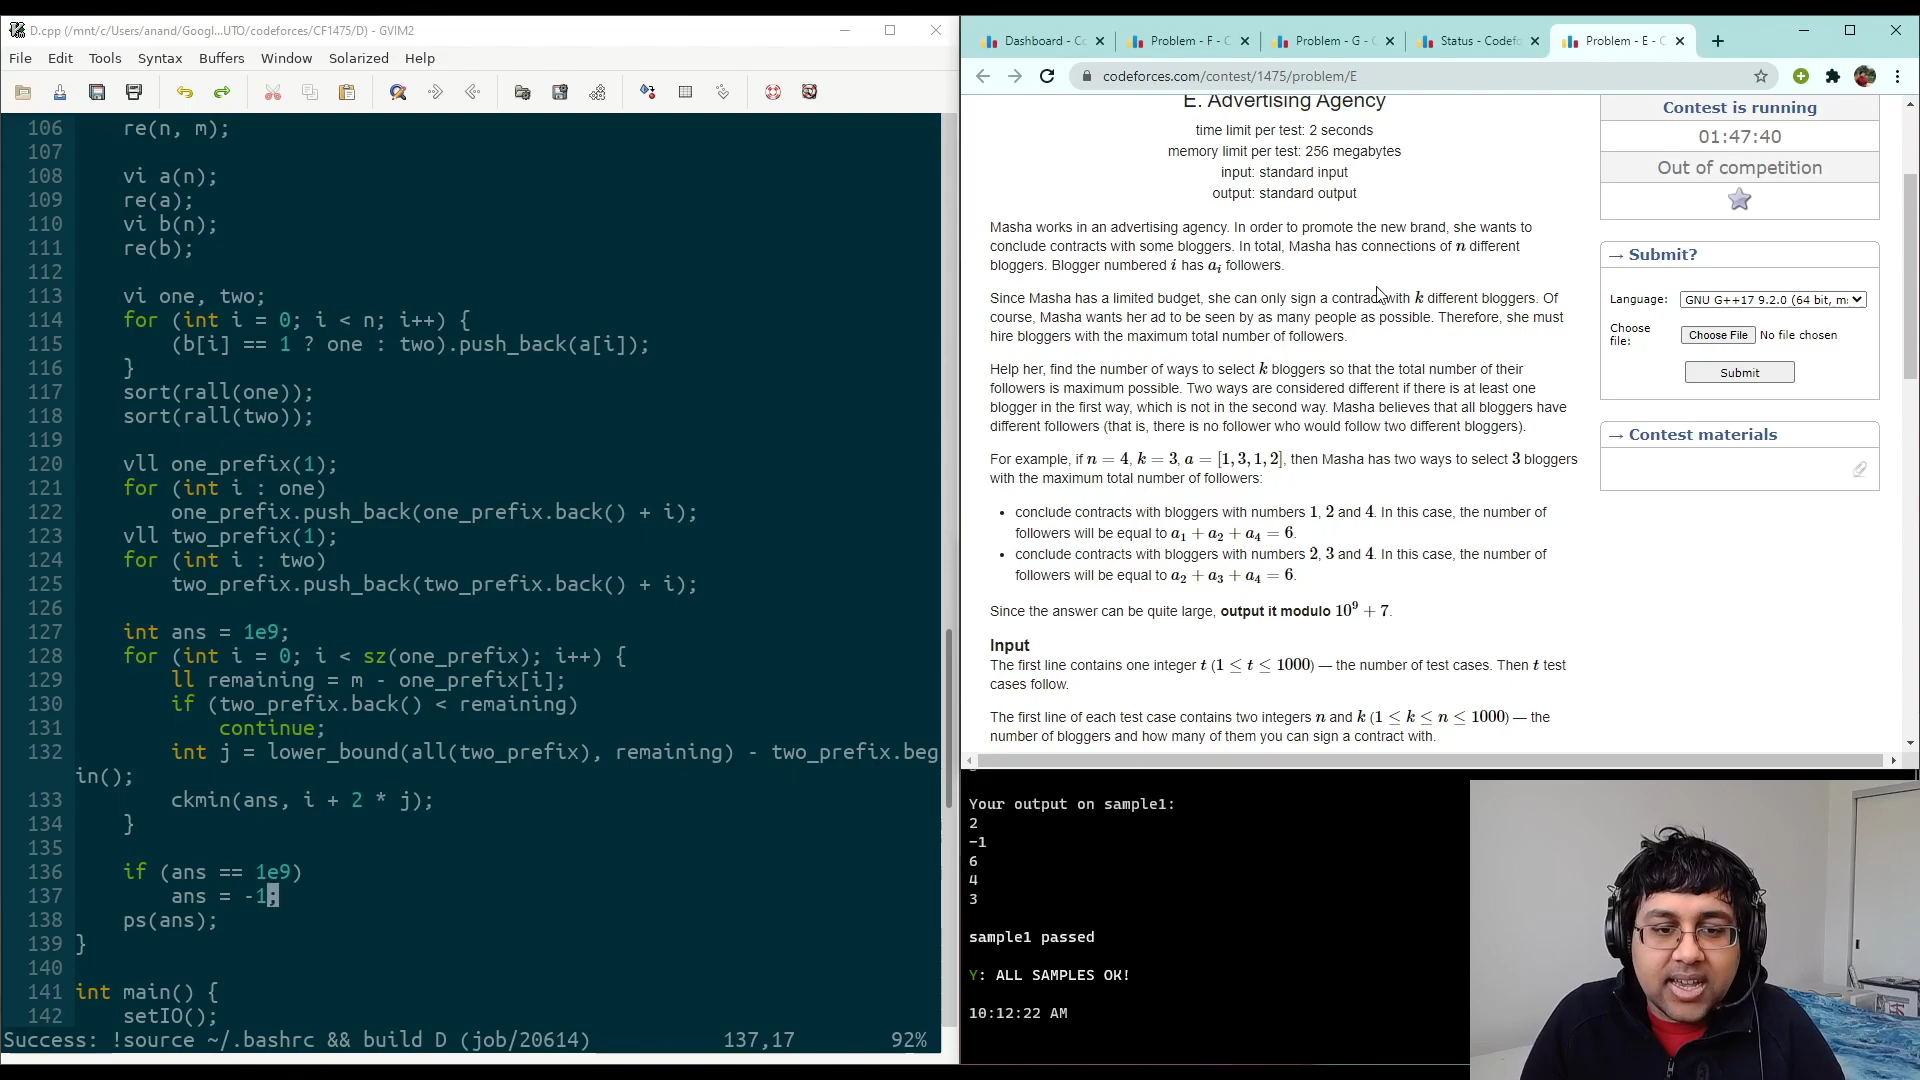 D.cpp (/mnt/c/Users/anand/Googl...UTO/codeforces/CF1475/D) - GVIM2
File Edit Tools Syntax Buffers Window Solarized Help
106 re(n, m);
107
108 vi a(n);
109 re(a);
110 vi b(n);
111 re(b);
112
113 vi one, two;
114 for (int i = 0; i < n; i++) {
115 (b[i] == 1 ? one : two).push_back(a[i]);
116 }
117 sort(rall(one));
118 sort(rall(two));
119
120 vll one_prefix(1);
121 for (int i : one)
122 one_prefix.push_back(one_prefix.back() + i);
123 vll two_prefix(1);
124 for (int i : two)
125 two_prefix.push_back(two_prefix.back() + i);
126
127 int ans = 1e9;
128 for (int i = 0; i < sz(one_prefix); i++) {
129 ll remaining = m - one_prefix[i];
130 if (two_prefix.back() < remaining)
131 continue;
132 int j = lower_bound(all(two_prefix), remaining) - two_prefix.beg
in();
133 ckmin(ans, i + 2 * j);
134 }
135
136 if (ans == 1e9)
137 ans = -1;
138 ps(ans);
139 }
140
141 int main() {
142 setIO();
Success: !source ~/.bashrc && build D (job/20614) 137,17 92%
Dashboard - Co Problem - F - C Problem - G - C Status - Codefo Problem - E - C
codeforces.com/contest/1475/problem/E
E. Advertising Agency
time limit per test: 2 seconds
memory limit per test: 256 megabytes
input: standard input
output: standard output
Masha works in an advertising agency. In order to promote the new brand, she wants to
conclude contracts with some bloggers. In total, Masha has connections of n different
bloggers. Blogger numbered i has aᵢ followers.
Since Masha has a limited budget, she can only sign a contract with k different bloggers. Of
course, Masha wants her ad to be seen by as many people as possible. Therefore, she must
hire bloggers with the maximum total number of followers.
Help her, find the number of ways to select k bloggers so that the total number of their
followers is maximum possible. Two ways are considered different if there is at least one
blogger in the first way, which is not in the second way. Masha believes that all bloggers have
different followers (that is, there is no follower who would follow two different bloggers).
For example, if n = 4, k = 3, a = [1, 3, 1, 2], then Masha has two ways to select 3 bloggers
with the maximum total number of followers:
• conclude contracts with bloggers with numbers 1, 2 and 4. In this case, the number of
followers will be equal to a₁ + a₂ + a₄ = 6.
• conclude contracts with bloggers with numbers 2, 3 and 4. In this case, the number of
followers will be equal to a₂ + a₃ + a₄ = 6.
Since the answer can be quite large, output it modulo 10⁹ + 7.
Input
The first line contains one integer t (1 ≤ t ≤ 1000) — the number of test cases. Then t test
cases follow.
The first line of each test case contains two integers n and k (1 ≤ k ≤ n ≤ 1000) — the
number of bloggers and how many of them you can sign a contract with.
Contest is running
01:47:40
Out of competition
→ Submit?
Language: GNU G++17 9.2.0 (64 bit, m
Choose
file: Choose File No file chosen
Submit
→ Contest materials
Your output on sample1:
2
-1
6
4
3
sample1 passed
Y: ALL SAMPLES OK!
10:12:22 AM